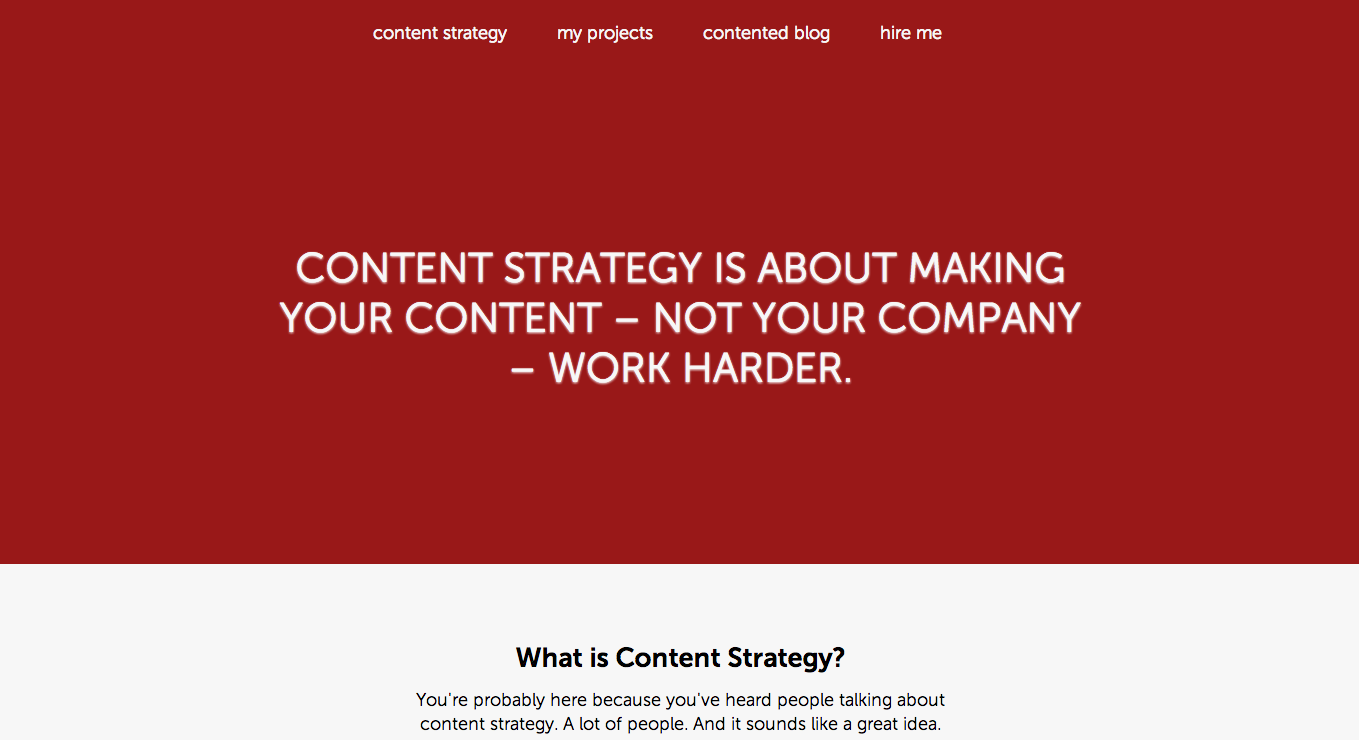 content strategy my projects contented blog hire me
CONTENT STRATEGY IS ABOUT MAKING
YOUR CONTENT – NOT YOUR COMPANY
– WORK HARDER.
What is Content Strategy?
You're probably here because you've heard people talking about
content strategy. A lot of people. And it sounds like a great idea.